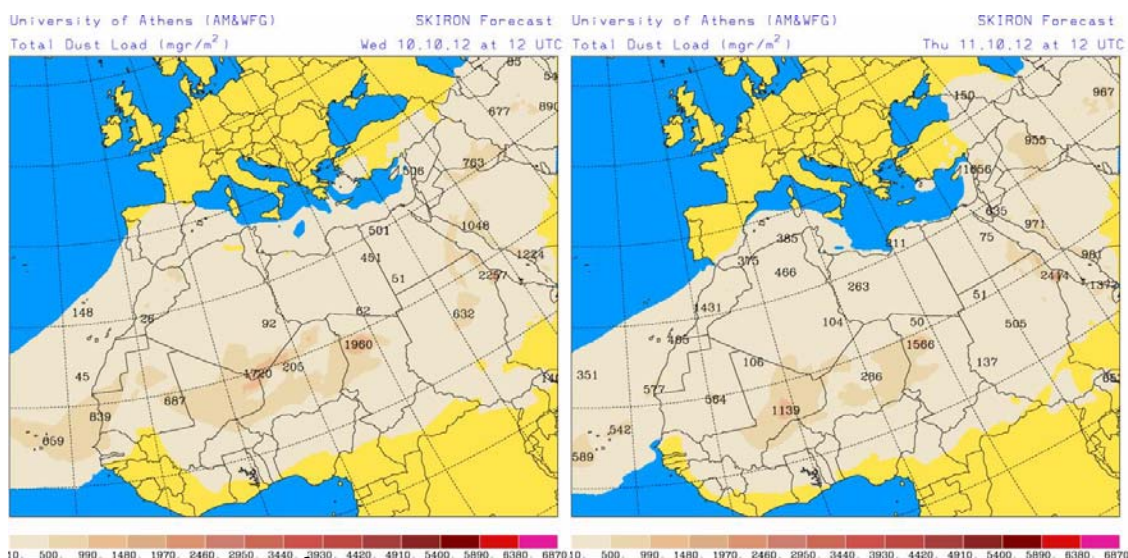 University of Athens (AM&WFG) SKIRON Forecast
Total Dust Load (mgr/m²) Wed 10.10.12 at 12 UTC
85
677 890
763
506
501 1048
451 1224
51 2257
148 26 92 62 632
1960
1720 205
45 687
839
659
10. 500. 990. 1480. 1970. 2460. 2950. 3440. 3930. 4420. 4910. 5400. 5890. 6380. 6870
University of Athens (AM&WFG) SKIRON Forecast
Total Dust Load (mgr/m²) Thu 11.10.12 at 12 UTC
150 967
955
1656
635 971
385 311 75
375 466 981
263 2414 1372
1431 51
485 104 50 505
1566
106 137
351 286
577 564
1139
542
589
10. 500. 990. 1480. 1970. 2460. 2950. 3440. 3930. 4420. 4910. 5400. 5890. 6380. 6870